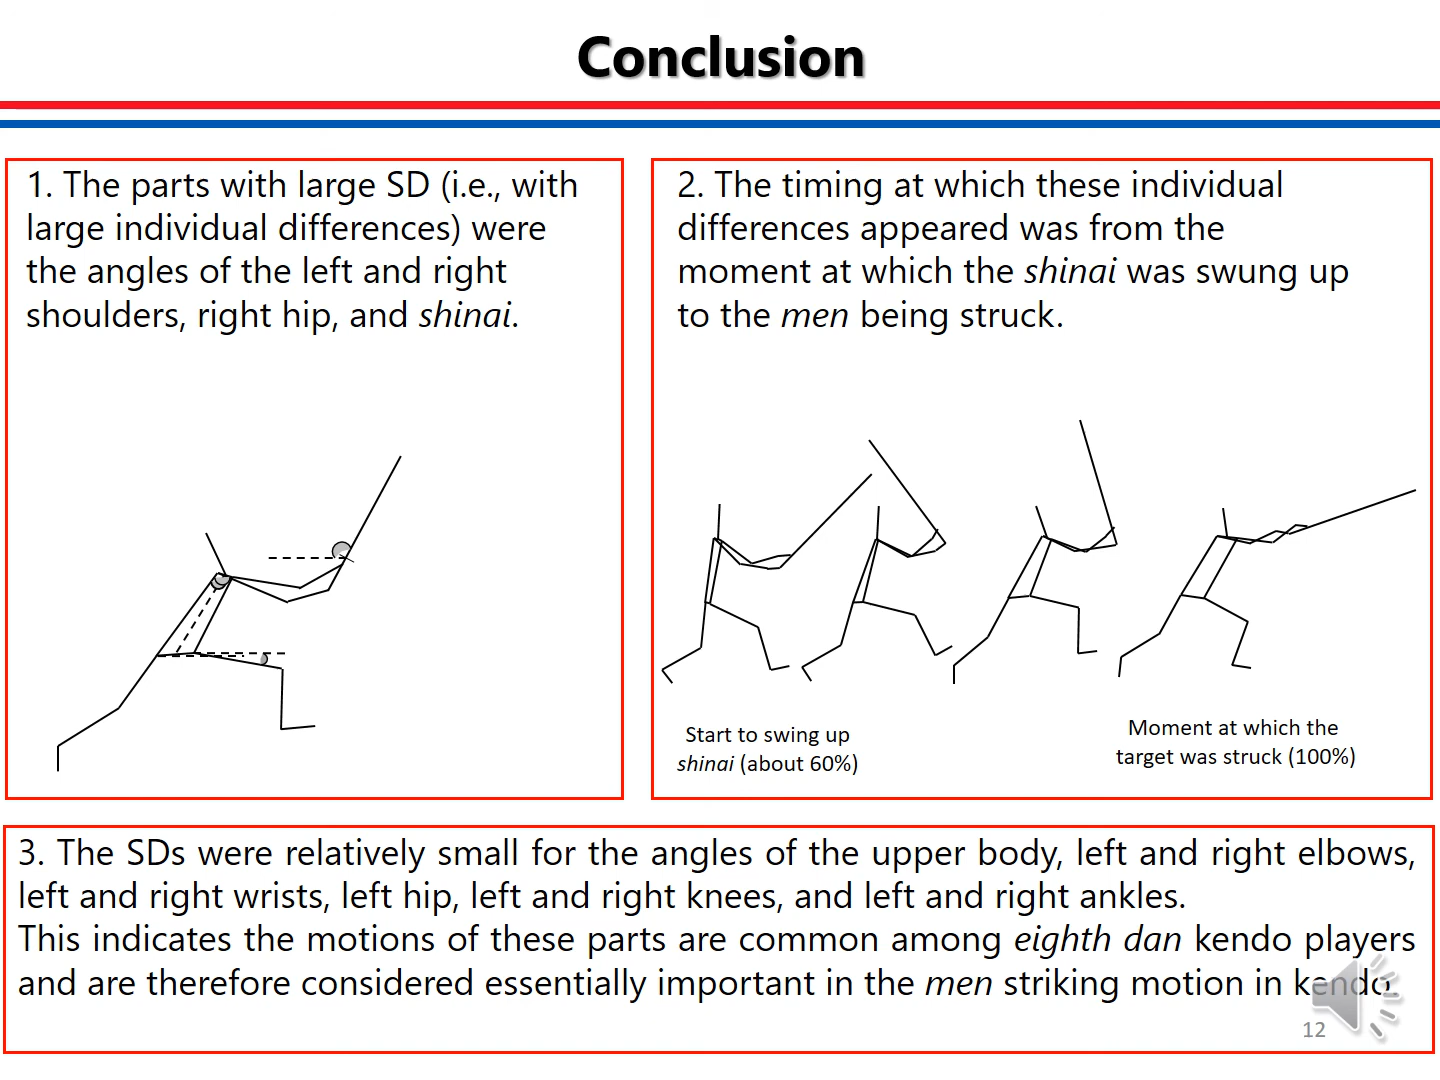 Conclusion
1. The parts with large SD (i.e., with
large individual differences) were
the angles of the left and right
shoulders, right hip, and shinai.
2. The timing at which these individual
differences appeared was from the
moment at which the shinai was swung up
to the men being struck.
Start to swing up
shinai (about 60%)
Moment at which the
target was struck (100%)
3. The SDs were relatively small for the angles of the upper body, left and right elbows,
left and right wrists, left hip, left and right knees, and left and right ankles.
This indicates the motions of these parts are common among eighth dan kendo players
and are therefore considered essentially important in the men striking motion in kendo.
12